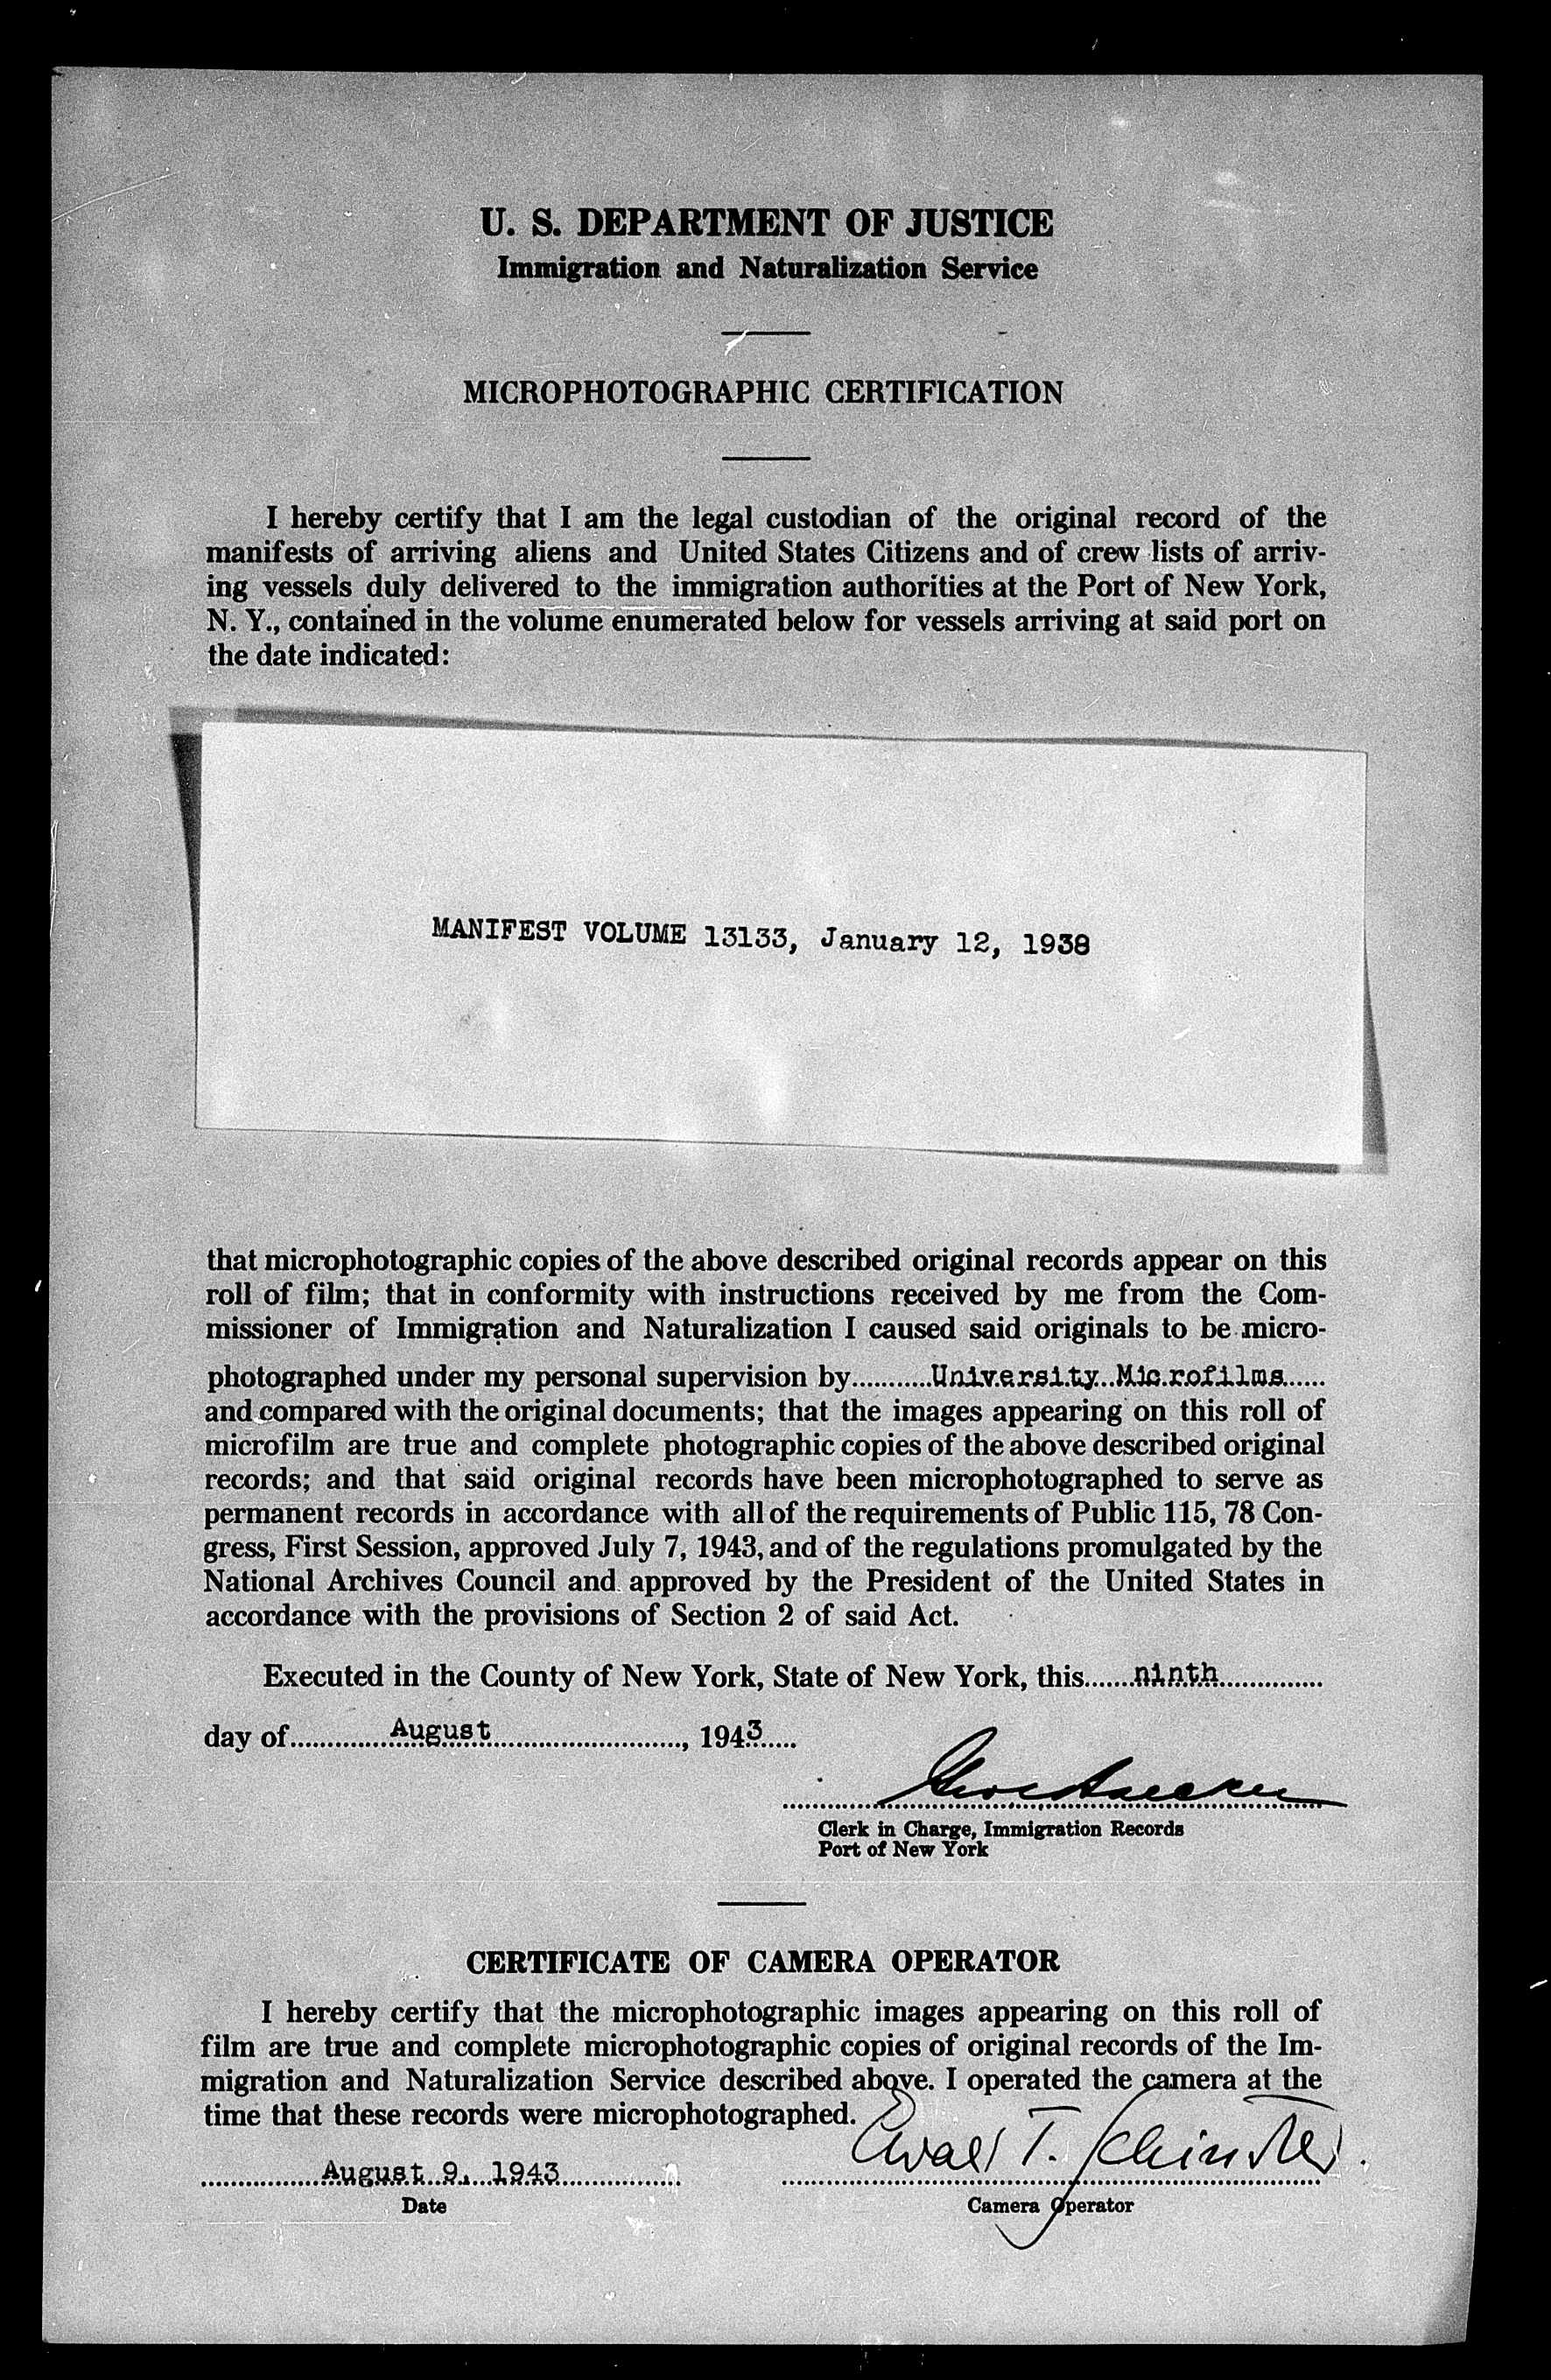 U. S. DEPARTMENT OF JUSTICE
Immigration and Naturalization Service
MICROPHOTOGRAPHIC CERTIFICATION
I hereby certify that I am the legal custodian of the original record of the
manifests of arriving aliens and United States Citizens and of crew lists of arriv-
ing vessels duly delivered to the immigration authorities at the Port of New York,
N. Y., contained in the volume enumerated below for vessels arriving at said port on
the date indicated:
MANIFEST VOLUME 13133, January 12, 1938
that microphotographic copies of the above described original records appear on this
roll of film; that in conformity with instructions received by me from the Com-
missioner of Immigration and Naturalization I caused said originals to be micro-
photographed under my personal supervision by...........University Microfilms......
and compared with the original documents; that the images appearing on this roll of
microfilm are true and complete photographic copies of the above described original
records; and that said original records have been microphotographed to serve as
permanent records in accordance with all of the requirements of Public 115, 78 Con-
gress, First Session, approved July 7, 1943, and of the regulations promulgated by the
National Archives Council and approved by the President of the United States in
accordance with the provisions of Section 2 of said Act.
Executed in the County of New York, State of New York, this.......ninth..............
day of..............August.........................., 1943.....
Clerk in Charge, Immigration Records
Port of New York
CERTIFICATE OF CAMERA OPERATOR
I hereby certify that the microphotographic images appearing on this roll of
film are true and complete microphotographic copies of original records of the Im-
migration and Naturalization Service described above. I operated the camera at the
time that these records were microphotographed.
T.
August 9, 1943
Date
Camera Operator